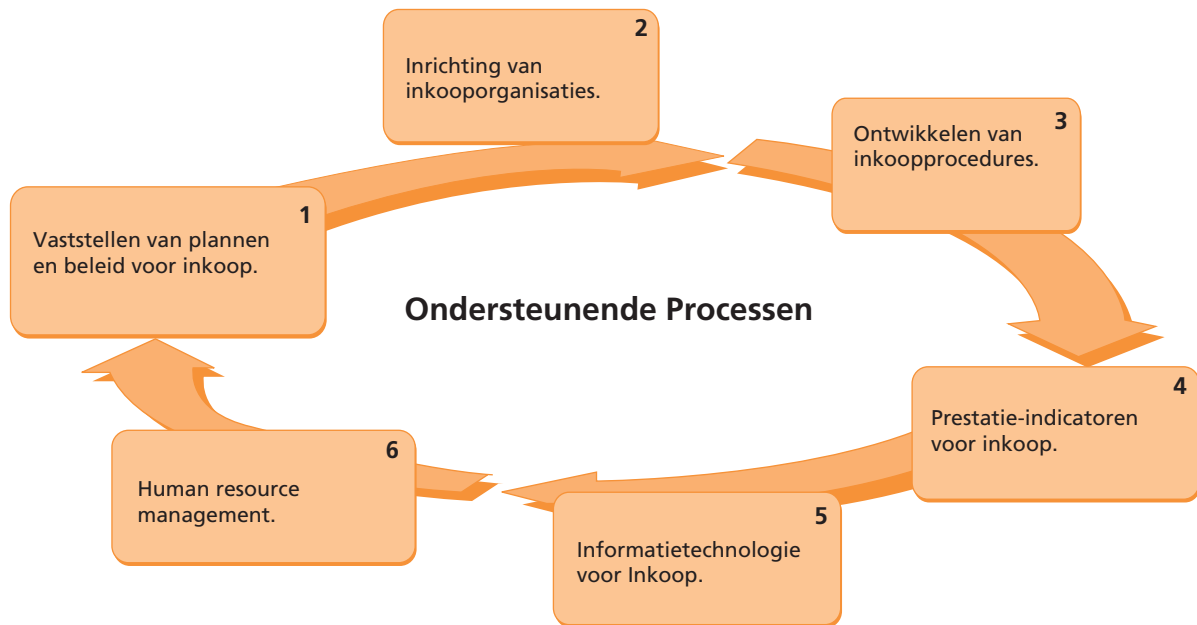 1
Vaststellen van plannen
en beleid voor inkoop.
2
Inrichting van
inkooporganisaties.
3
Ontwikkelen van
inkoopprocedures.
Ondersteunende Processen
4
Prestatie-indicatoren
voor inkoop.
5
Informatietechnologie
voor Inkoop.
6
Human resource
management.